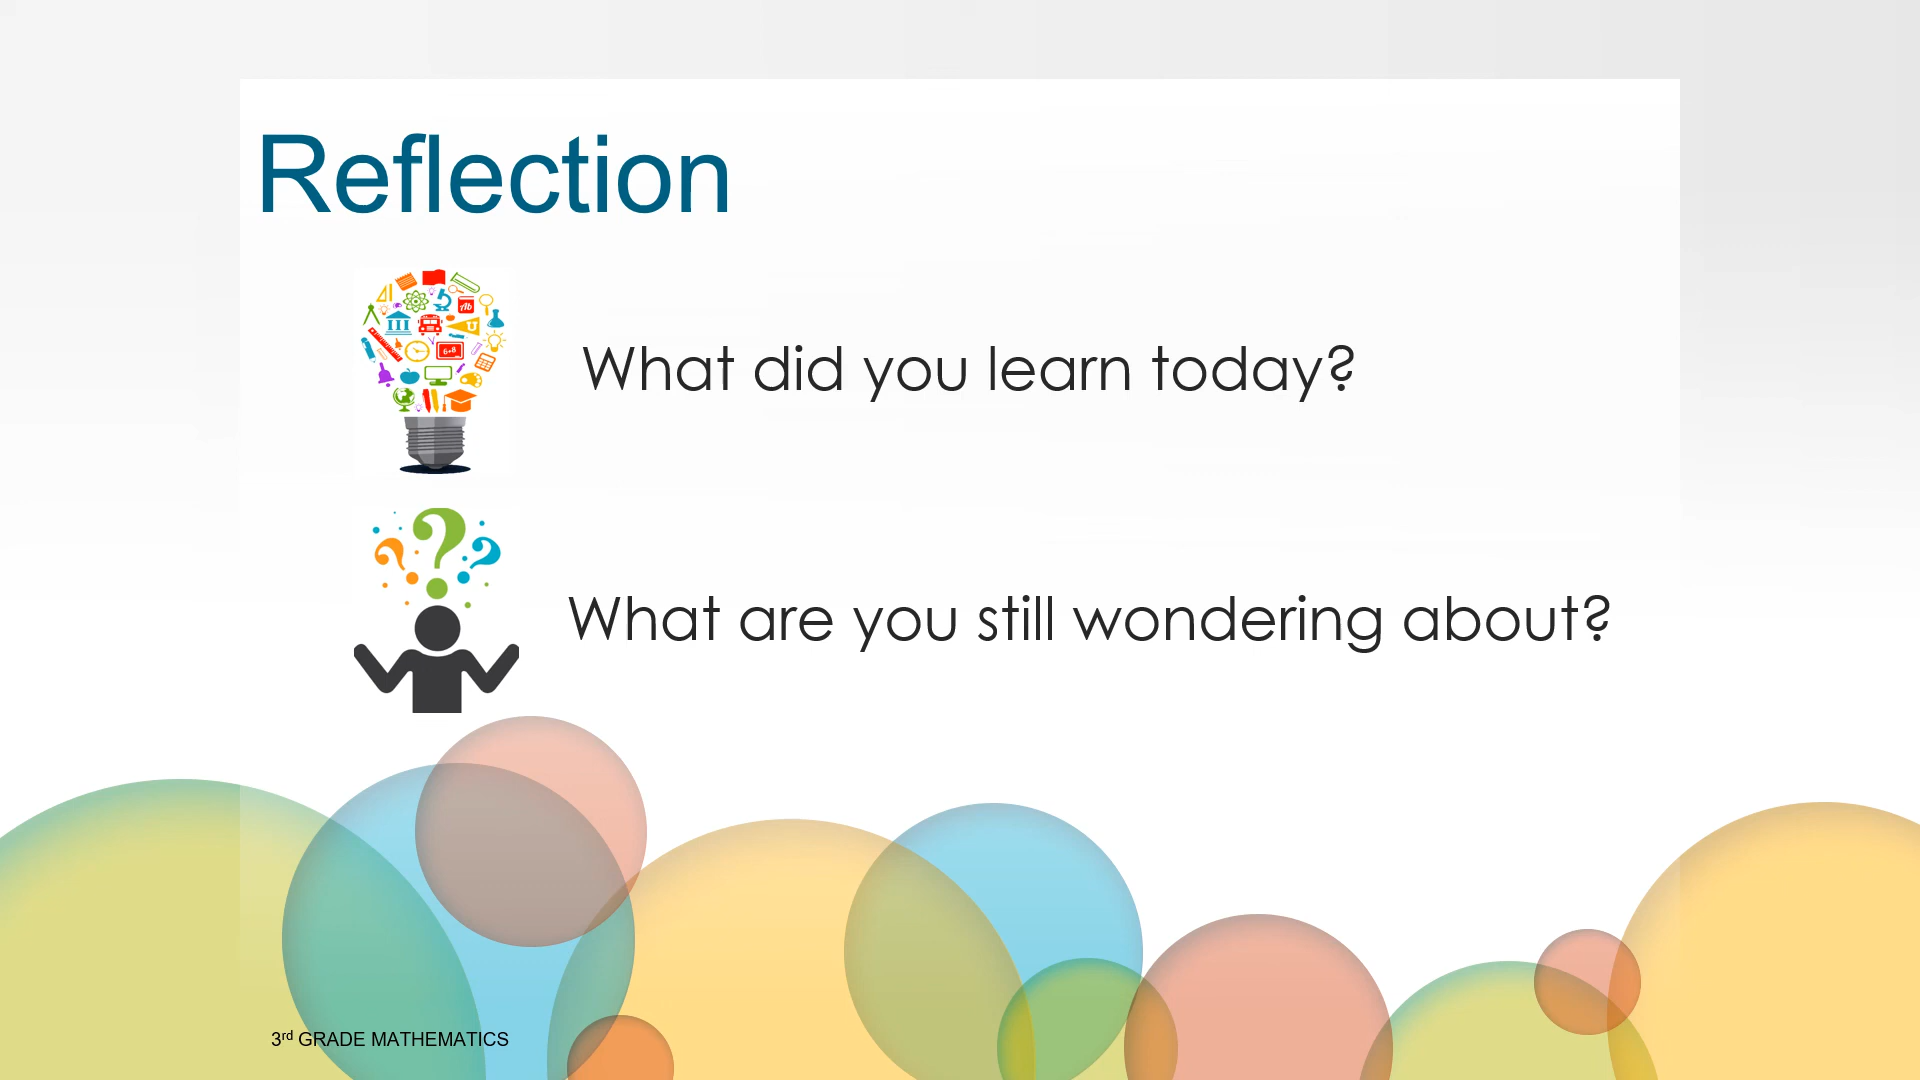 Reflection
What did you learn today?
What are you still wondering about?
3rd GRADE MATHEMATICS